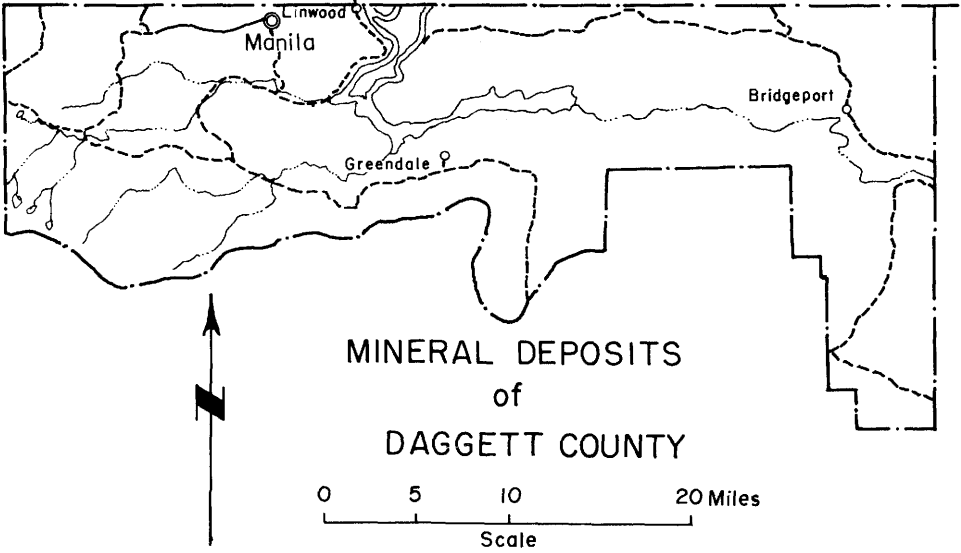 Linwood
Manila
Bridgeport
Greendale
MINERAL DEPOSITS
of
DAGGETT COUNTY
0 5 10 20 Miles
Scale
N